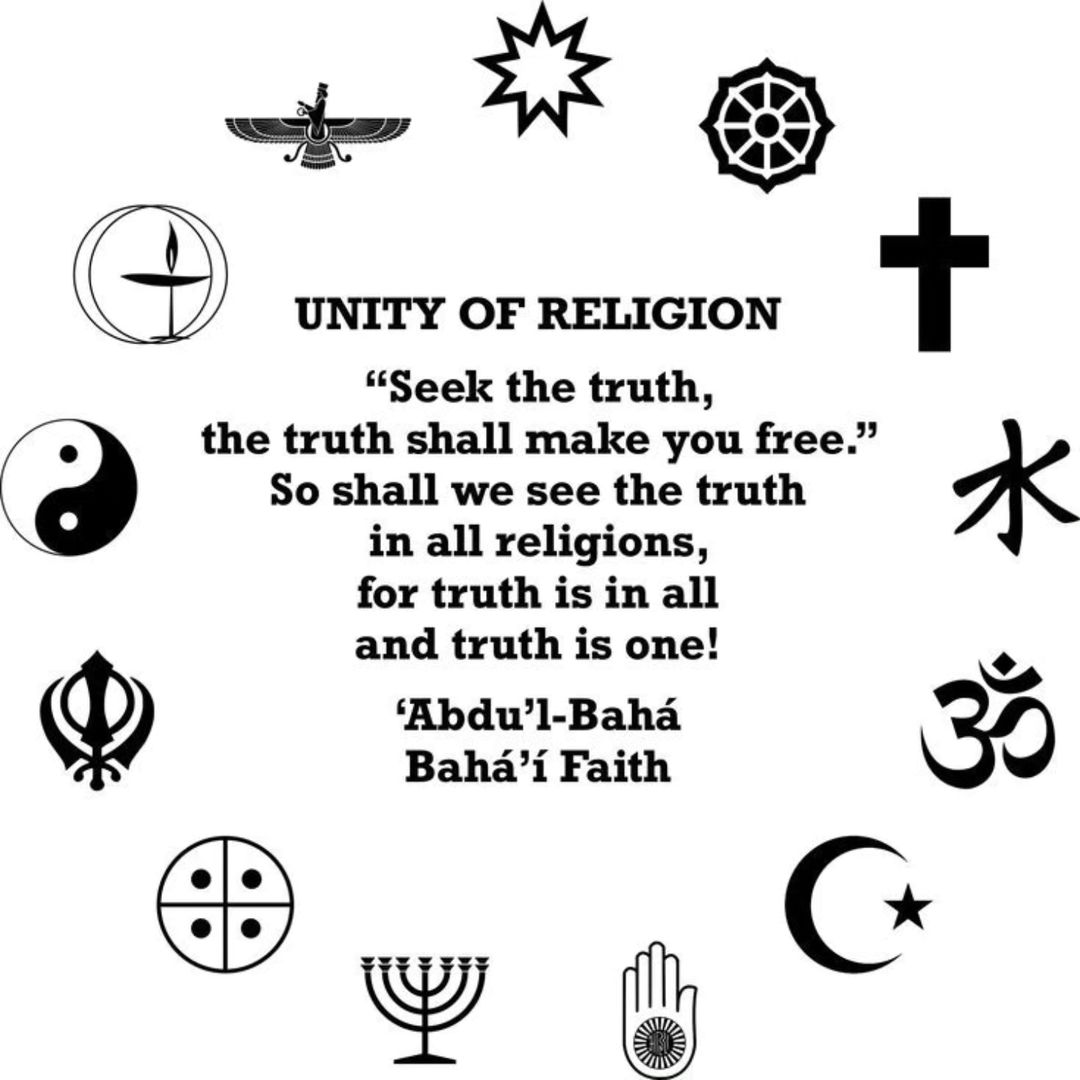 UNITY OF RELIGION
“Seek the truth,
the truth shall make you free.”
So shall we see the truth
in all religions,
for truth is in all
and truth is one!
‘Abdu’l-Bahá
Bahá’í Faith
水
ॐ